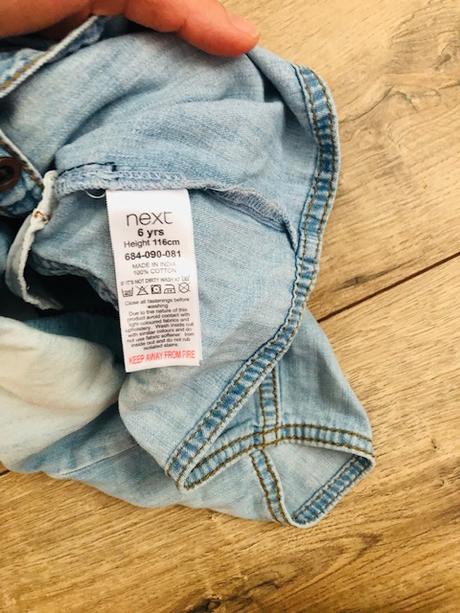 next
6 yrs
Height 116cm
684-090-081
MADE IN INDIA
100% COTTON
IF IT'S NOT DIRTY WASH AT 30°
Close all fastenings before
washing
Due to the nature of this
product avoid contact with
light coloured fabrics and
upholstery. Wash inside out
with similar colours and do
not use fabric softener. Iron
inside out and do not rub
isolated stains.
KEEP AWAY FROM FIRE